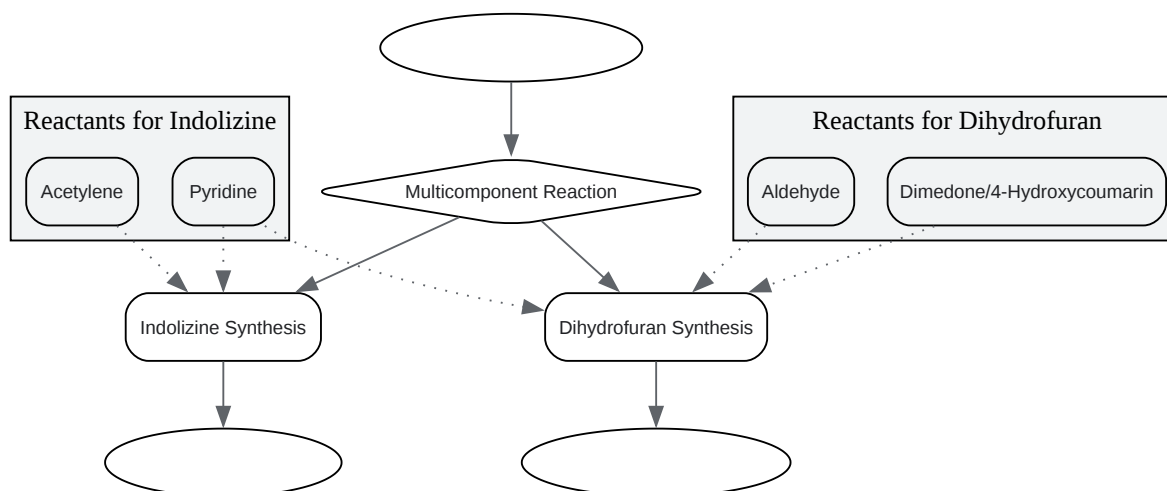 Reactants for Indolizine
Reactants for Dihydrofuran
Acetylene
Pyridine
Multicomponent Reaction
Aldehyde
Dimedone/4-Hydroxycoumarin
Indolizine Synthesis
Dihydrofuran Synthesis